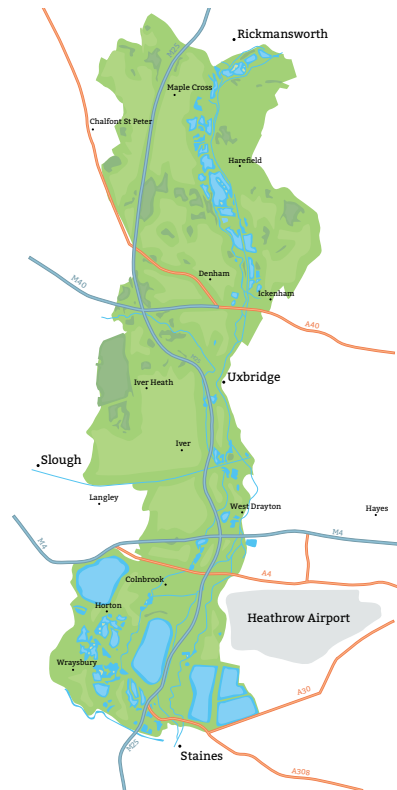 Rickmansworth
M25
Maple Cross
Chalfont St Peter
Harefield
Denham
M40
Ickenham
A40
Uxbridge
Iver Heath
Iver
Slough
Langley
West Drayton
Hayes
M4
M4
A4
Colnbrook
Horton
Heathrow Airport
Wraysbury
A30
M25
Staines
A308